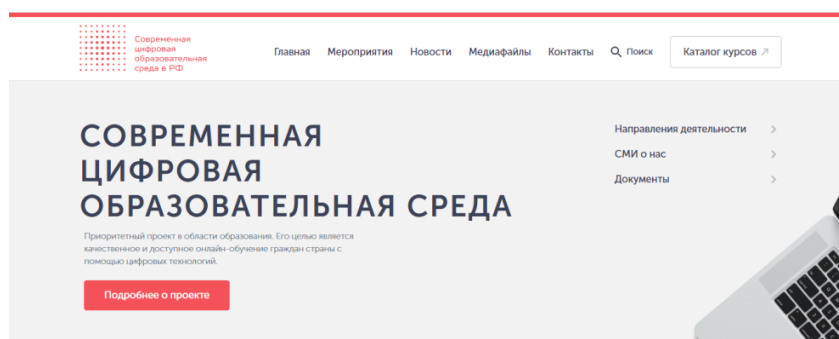 Современная
цифровая
образовательная
среда в РФ
Главная Мероприятия Новости Медиафайлы Контакты Поиск Каталог курсов
СОВРЕМЕННАЯ
ЦИФРОВАЯ
ОБРАЗОВАТЕЛЬНАЯ СРЕДА
Приоритетный проект в области образования. Его целью является
качественное и доступное онлайн-обучение граждан страны с
помощью цифровых технологий.
Подробнее о проекте
Направления деятельности
СМИ о нас
Документы